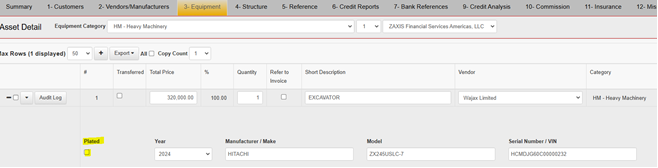 Summary 1- Customers 2- Vendors/Manufacturers 3- Equipment 4- Structure 5- Reference 6- Credit Reports 7- Bank References 9- Credit Analysis 10- Commission 11- Insurance 12- Mis
Asset Detail Equipment Category HM - Heavy Machinery 1 ZAXIS Financial Services Americas, LLC
Max Rows (1 displayed) 50 + Export All Copy Count 1
# Transferred Total Price % Quantity Refer to Invoice Short Description Vendor Category
Audit Log 1 320,000.00 100.00 1 EXCAVATOR Wajax Limited HM - Heavy Machinery
Plated Year Manufacturer / Make Model Serial Number / VIN
2024 HITACHI ZX245USLC-7 HCMDJG60C00000232